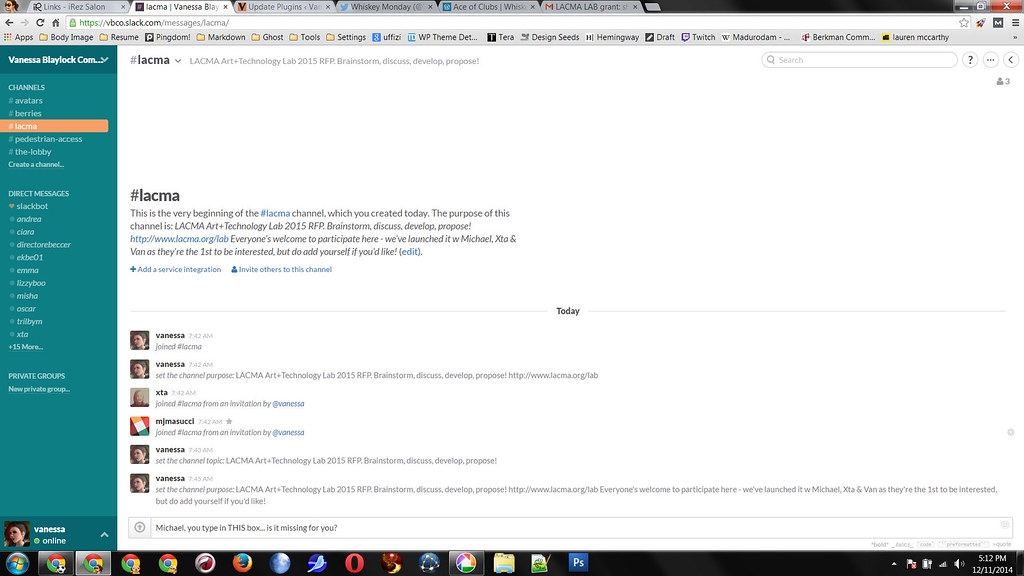 Links - iRez Salon
lacma | Vanessa Blay
Update Plugins ‹ Van
Whiskey Monday (@
Ace of Clubs | Whisk
LACMA LAB grant: s
https://vbco.slack.com/messages/lacma/
Apps Body Image Resume Pingdom! Markdown Ghost Tools Settings uffizi WP Theme Det... Tera Design Seeds Hemingway Draft Twitch Madurodam - ... Berkman Comm... lauren mccarthy
Vanessa Blaylock Com...
#lacma LACMA Art+Technology Lab 2015 RFP. Brainstorm, discuss, develop, propose!
Search
?
3
CHANNELS
# avatars
# berries
# lacma
# pedestrian-access
# the-lobby
Create a channel...
DIRECT MESSAGES
slackbot
andrea
ciara
directorebeccer
ekbe01
emma
lizzyboo
misha
oscar
trilbym
xta
+15 More...
PRIVATE GROUPS
New private group...
vanessa
online
#lacma
This is the very beginning of the #lacma channel, which you created today. The purpose of this
channel is: LACMA Art+Technology Lab 2015 RFP. Brainstorm, discuss, develop, propose!
http://www.lacma.org/lab Everyone's welcome to participate here - we've launched it w Michael, Xta &
Van as they're the 1st to be interested, but do add yourself if you'd like! (edit).
Add a service integration Invite others to this channel
Today
vanessa 7:42 AM
joined #lacma
vanessa 7:42 AM
set the channel purpose: LACMA Art+Technology Lab 2015 RFP. Brainstorm, discuss, develop, propose! http://www.lacma.org/lab
xta 7:42 AM
joined #lacma from an invitation by @vanessa
mjmasucci 7:42 AM
joined #lacma from an invitation by @vanessa
vanessa 7:43 AM
set the channel topic: LACMA Art+Technology Lab 2015 RFP. Brainstorm, discuss, develop, propose!
vanessa 7:45 AM
set the channel purpose: LACMA Art+Technology Lab 2015 RFP. Brainstorm, discuss, develop, propose! http://www.lacma.org/lab Everyone's welcome to participate here - we've launched it w Michael, Xta & Van as they're the 1st to be interested,
but do add yourself if you'd like!
Michael, you type in THIS box... is it missing for you?
*bold* _italics_ `code` ```preformatted``` >quote
Ps
5:12 PM
12/11/2014